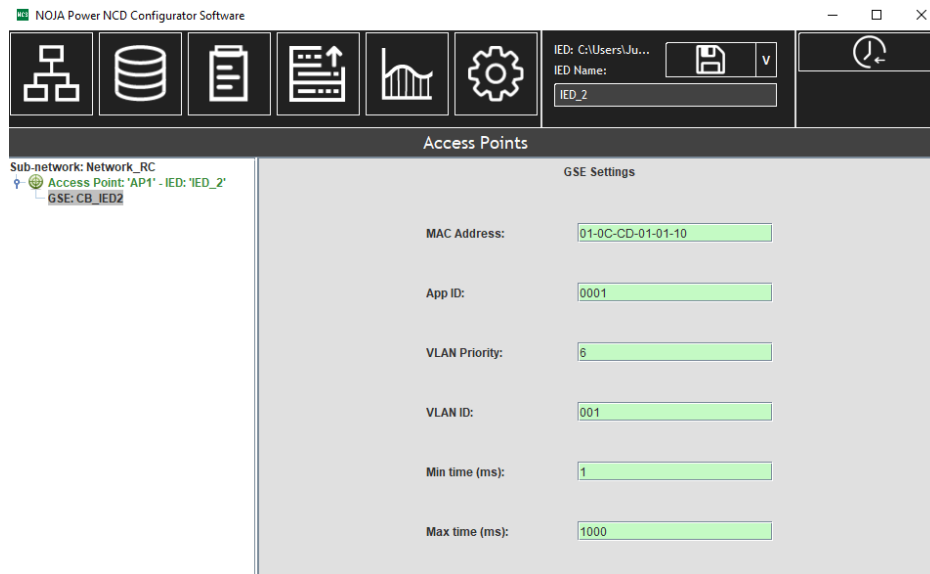 NCS NOJA Power NCD Configurator Software
IED: C:\Users\Ju...
IED Name:
V
IED_2
Access Points
Sub-network: Network_RC
Access Point: 'AP1' - IED: 'IED_2'
GSE: CB_IED2
GSE Settings
MAC Address: 01-0C-CD-01-01-10
App ID: 0001
VLAN Priority: 6
VLAN ID: 001
Min time (ms): 1
Max time (ms): 1000